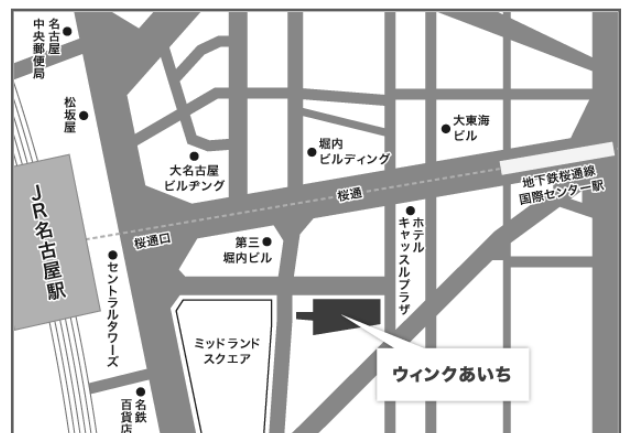 名古屋
中央郵便局
松坂屋
大名古屋
ビルヂング
堀内
ビルディング
大東海
ビル
地下鉄桜通線
国際センター駅
桜通
JR名古屋駅
桜通口
第三
堀内ビル
ホテル
キャッスルプラザ
セントラルタワーズ
ミッドランド
スクエア
ウィンクあいち
名鉄
百貨店